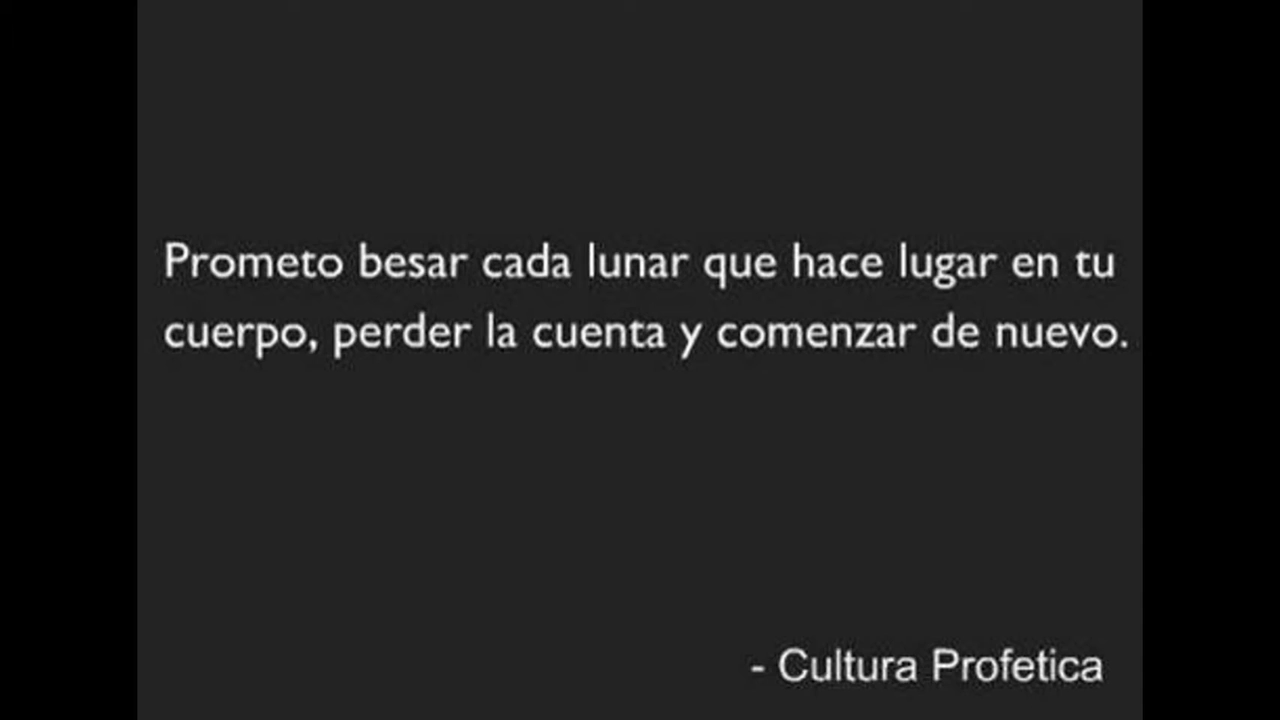 Prometo besar cada lunar que hace lugar en tu
cuerpo, perder la cuenta y comenzar de nuevo.
- Cultura Profetica